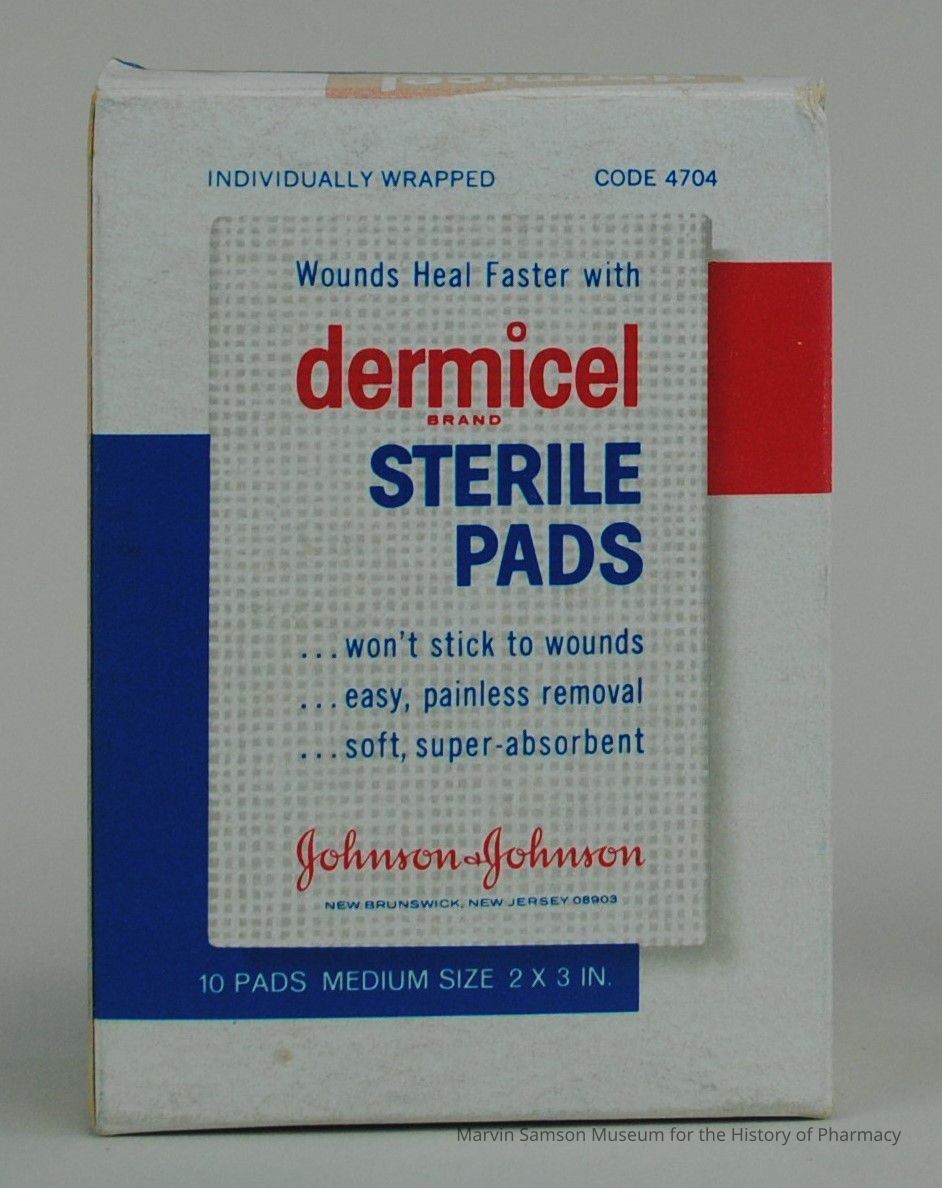 dermicel
INDIVIDUALLY WRAPPED CODE 4704
Wounds Heal Faster with
dermicel
BRAND
STERILE
PADS
...won't stick to wounds
...easy, painless removal
...soft, super-absorbent
Johnson & Johnson
NEW BRUNSWICK, NEW JERSEY 08903
10 PADS MEDIUM SIZE 2 X 3 IN.
Marvin Samson Museum for the History of Pharmacy